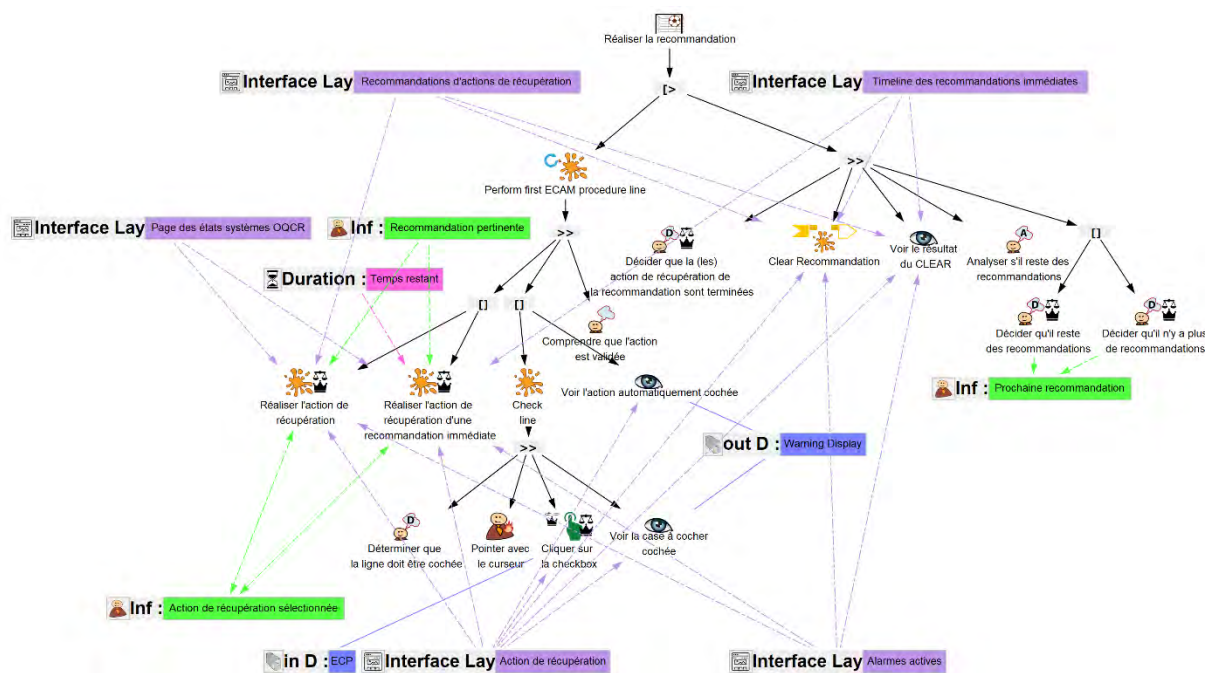 Réaliser la recommandation
Interface Lay Recommandations d'actions de récupération
Interface Lay Timeline des recommandations immédiates
[>
>>
Perform first ECAM procedure line
Interface Lay Page des états systèmes OQCR
Inf : Recommandation pertinente
>>
D
Décider que la (les)
action de récupération de
la recommandation sont terminées
Clear Recommandation
Voir le résultat
du CLEAR
A
Analyser s'il reste des
recommandations
[]
Duration : Temps restant
[]
[]
Comprendre que l'action
est validée
D
Décider qu'il reste
des recommandations
D
Décider qu'il n'y a plus
de recommandations
Réaliser l'action de
récupération
Réaliser l'action de
récupération d'une
recommandation immédiate
Check
line
Voir l'action automatiquement cochée
Inf : Prochaine recommandation
>>
out D : Warning Display
D
Déterminer que
la ligne doit être cochée
Pointer avec
le curseur
Cliquer sur
la checkbox
Voir la case à cocher
cochée
Inf : Action de récupération sélectionnée
in D : ECP
Interface Lay Action de récupération
Interface Lay Alarmes actives